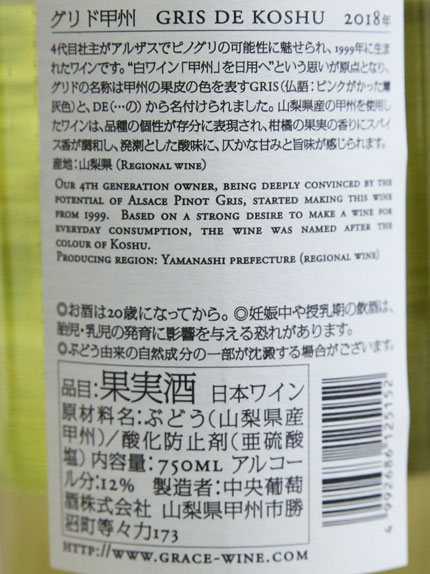 グリド甲州 GRIS DE KOSHU 2018年
4代目社主がアルザスでピノグリの可能性に魅せられ、1999年に生ま
れたワインです。“白ワイン「甲州」を日用へ”という思いが原点となり、
グリドの名称は甲州の果皮の色を表すGRIS(仏語:ピンクがかった薄
灰色)と、DE(…の) から名付けられました。山梨県産の甲州を使用し
たワインは、品種の個性が存分に表現され、柑橘の果実の香りにスパイ
ス香が調和し、溌剌とした酸味に、仄かな甘みと旨味が感じられます。
産地:山梨県 (REGIONAL WINE)
OUR 4TH GENERATION OWNER, BEING DEEPLY CONVINCED BY THE
POTENTIAL OF ALSACE PINOT GRIS, STARTED MAKING THIS WINE
FROM 1999. BASED ON A STRONG DESIRE TO MAKE A WINE FOR
EVERYDAY CONSUMPTION, THE WINE WAS NAMED AFTER THE
COLOUR OF KOSHU.
PRODUCING REGION: YAMANASHI PREFECTURE (REGIONAL WINE)
◎お酒は20歳になってから。◎妊娠中や授乳期の飲酒は、
胎児・乳児の発育に影響を与える恐れがあります。
◎ぶどう由来の自然成分の一部が沈澱する場合がございます。
品目:果実酒 日本ワイン
原材料名:ぶどう(山梨県産
甲州)/酸化防止剤(亜硫酸
塩) 内容量:750ML アルコー
ル分:12% 製造者:中央葡萄
酒株式会社 山梨県甲州市勝
沼町等々力173
HTTP://WWW.GRACE-WINE.COM
4 992686 125152